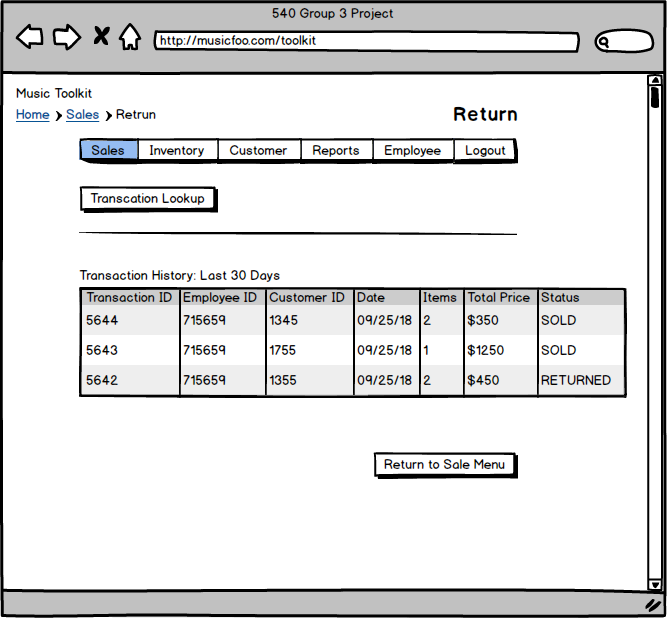 540 Group 3 Project
http://musicfoo.com/toolkit
Music Toolkit
Home Sales Retrun
Return
Sales Inventory Customer Reports Employee Logout
Transcation Lookup
Transaction History: Last 30 Days
Transaction ID Employee ID Customer ID Date Items Total Price Status
5644 715659 1345 09/25/18 2 $350 SOLD
5643 715659 1755 09/25/18 1 $1250 SOLD
5642 715659 1355 09/25/18 2 $450 RETURNED
Return to Sale Menu